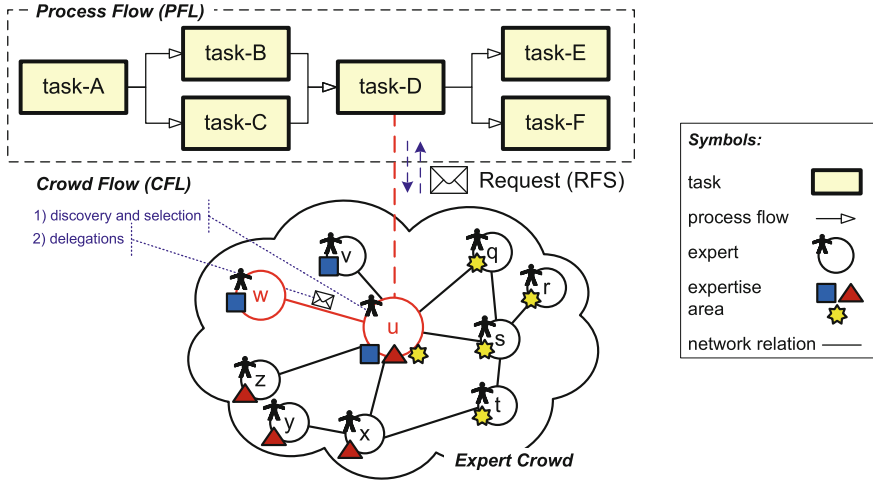 Process Flow (PFL)
task-A
task-B
task-C
task-D
task-E
task-F
Request (RFS)
Crowd Flow (CFL)
1) discovery and selection
2) delegations
v
q
w
r
u
s
z
t
y
x
Expert Crowd
Symbols:
task
process flow
expert
expertise
area
network relation